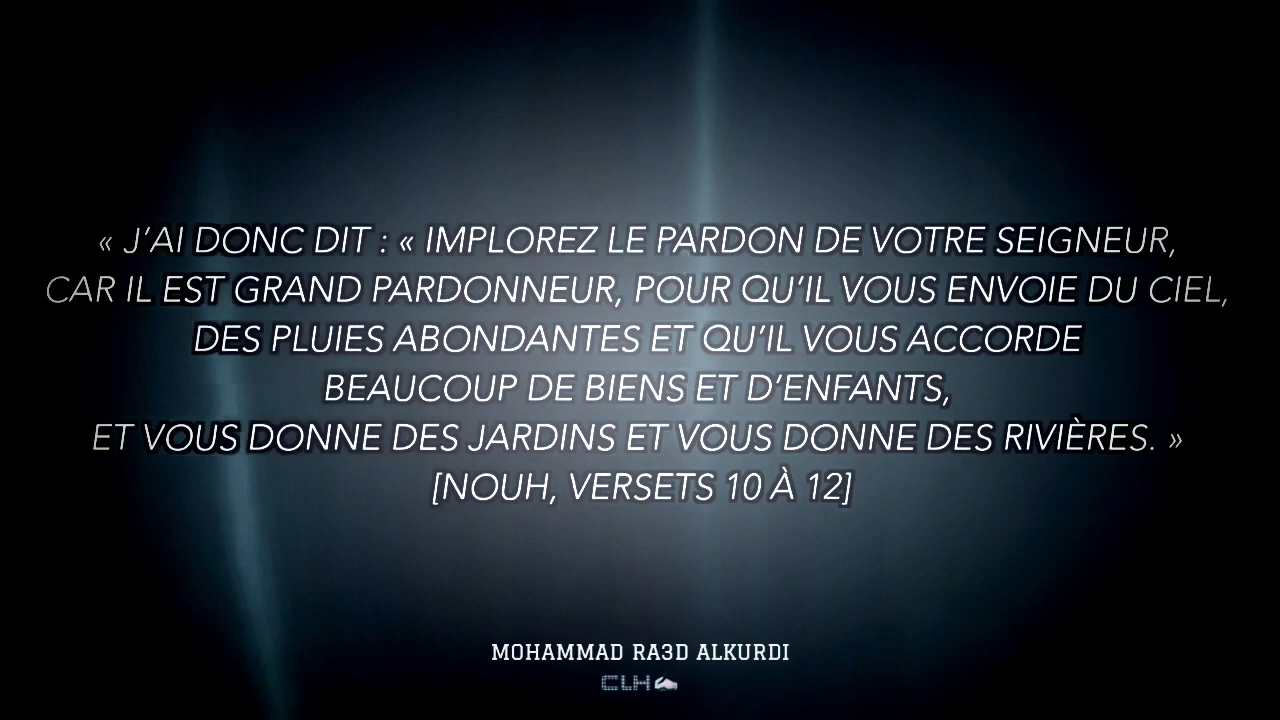 « J'AI DONC DIT : « IMPLOREZ LE PARDON DE VOTRE SEIGNEUR,
CAR IL EST GRAND PARDONNEUR, POUR QU'IL VOUS ENVOIE DU CIEL,
DES PLUIES ABONDANTES ET QU'IL VOUS ACCORDE
BEAUCOUP DE BIENS ET D'ENFANTS,
ET VOUS DONNE DES JARDINS ET VOUS DONNE DES RIVIÈRES. »
[NOUH, VERSETS 10 À 12]
MOHAMMAD RA3D ALKURDI
CLH